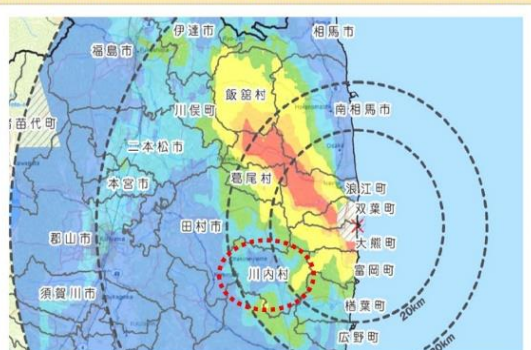 伊達市
相馬市
福島市
飯舘村
川俣町
南相馬市
猪苗代町
二本松市
本宮市
葛尾村
浪江町
双葉町
田村市
郡山市
大熊町
川内村
富岡町
須賀川市
楢葉町
20km
広野町